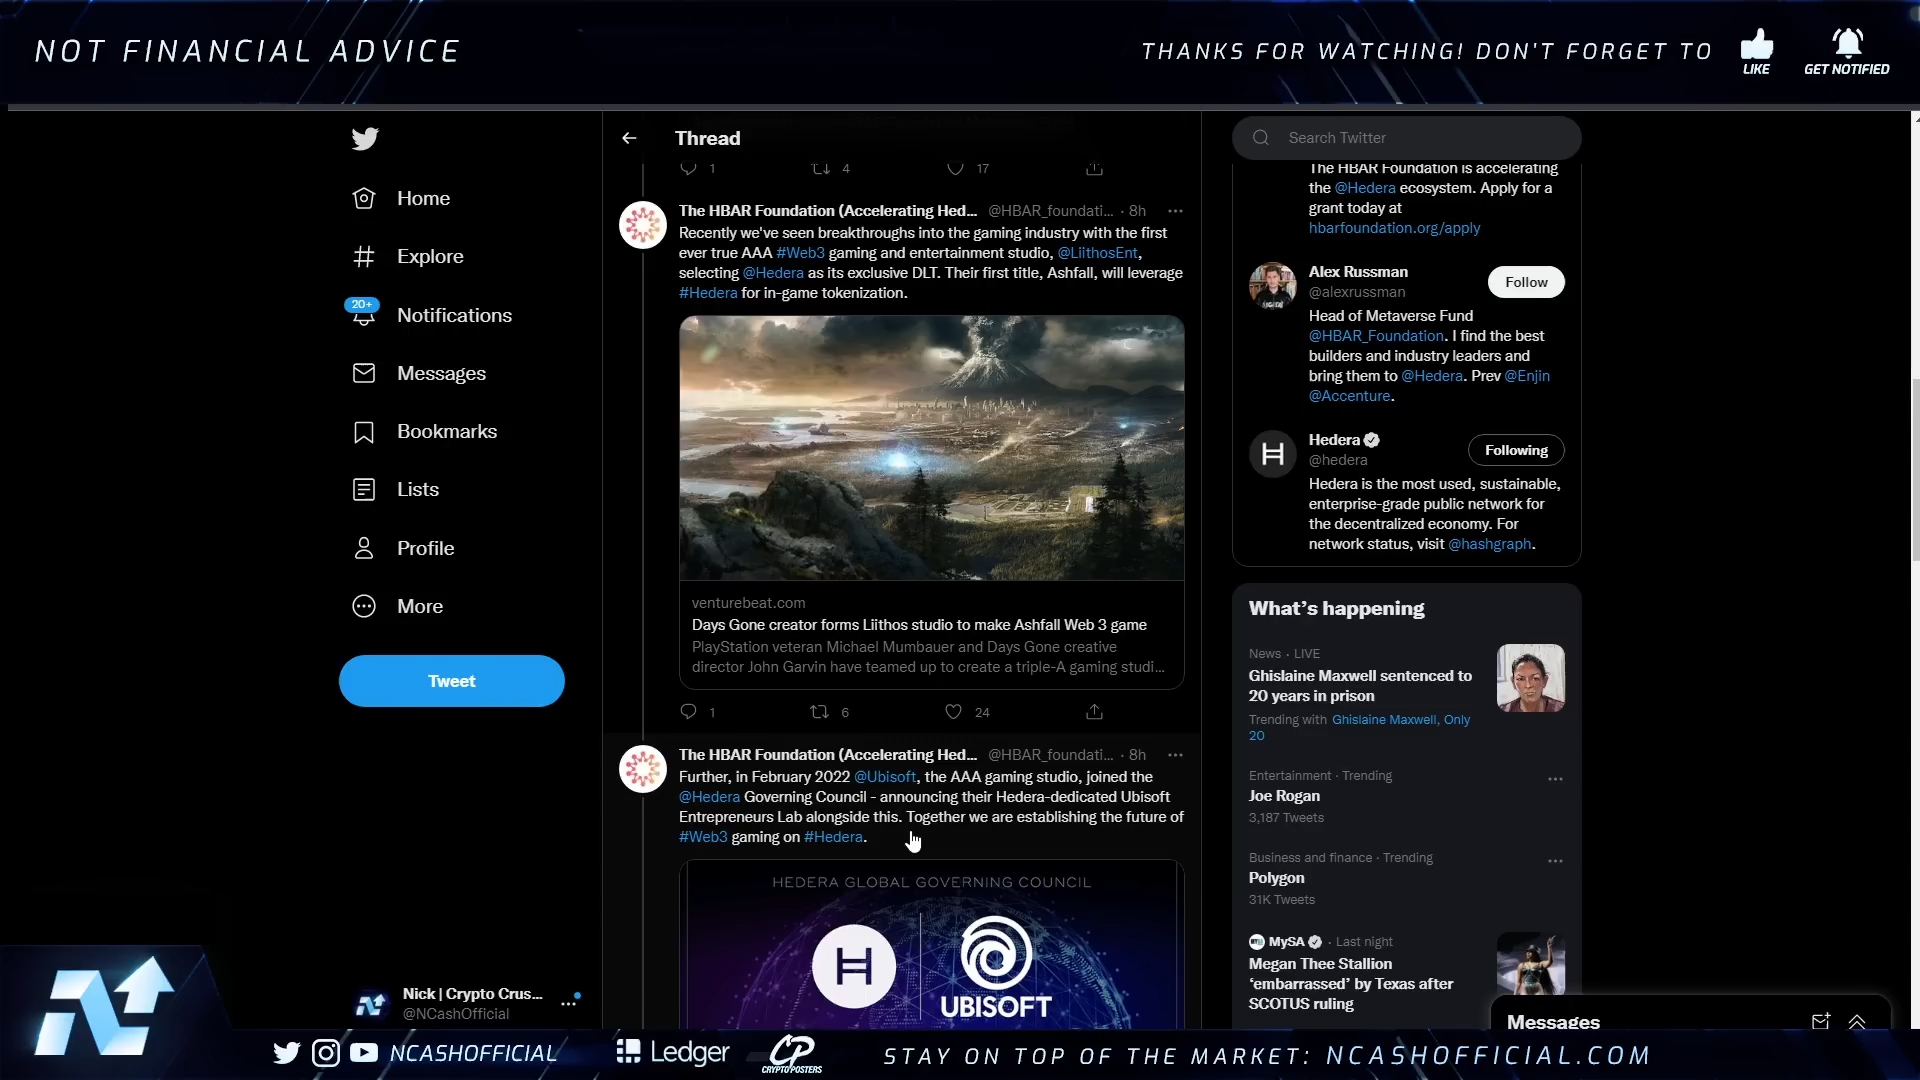 NOT FINANCIAL ADVICE
THANKS FOR WATCHING! DON'T FORGET TO
LIKE
GET NOTIFIED
Home
Explore
20+
Notifications
Messages
Bookmarks
Lists
Profile
More
Tweet
Nick | Crypto Crus...
@NCashOfficial
Thread
1 4 17
The HBAR Foundation (Accelerating Hed... @HBAR_foundati... · 8h
Recently we've seen breakthroughs into the gaming industry with the first
ever true AAA #Web3 gaming and entertainment studio, @LiithosEnt,
selecting @Hedera as its exclusive DLT. Their first title, Ashfall, will leverage
#Hedera for in-game tokenization.
venturebeat.com
Days Gone creator forms Liithos studio to make Ashfall Web 3 game
PlayStation veteran Michael Mumbauer and Days Gone creative
director John Garvin have teamed up to create a triple-A gaming studi...
1 6 24
The HBAR Foundation (Accelerating Hed... @HBAR_foundati... · 8h
Further, in February 2022 @Ubisoft, the AAA gaming studio, joined the
@Hedera Governing Council - announcing their Hedera-dedicated Ubisoft
Entrepreneurs Lab alongside this. Together we are establishing the future of
#Web3 gaming on #Hedera.
HEDERA GLOBAL GOVERNING COUNCIL
H
UBISOFT
Search Twitter
The HBAR Foundation is accelerating
the @Hedera ecosystem. Apply for a
grant today at
hbarfoundation.org/apply
Alex Russman
@alexrussman
Follow
Head of Metaverse Fund
@HBAR_Foundation. I find the best
builders and industry leaders and
bring them to @Hedera. Prev @Enjin
@Accenture.
H
Hedera
@hedera
Following
Hedera is the most used, sustainable,
enterprise-grade public network for
the decentralized economy. For
network status, visit @hashgraph.
What's happening
News · LIVE
Ghislaine Maxwell sentenced to
20 years in prison
Trending with Ghislaine Maxwell, Only
20
Entertainment · Trending
Joe Rogan
3,187 Tweets
Business and finance · Trending
Polygon
31K Tweets
MySA · Last night
Megan Thee Stallion
‘embarrassed’ by Texas after
SCOTUS ruling
Messages
NCASHOFFICIAL
Ledger
CP
CRYPTO POSTERS
STAY ON TOP OF THE MARKET: NCASHOFFICIAL.COM